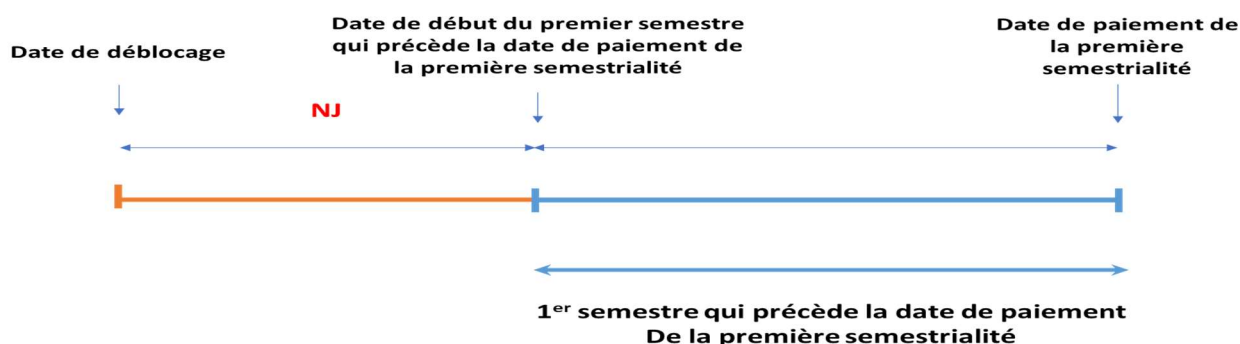 Date de déblocage
Date de début du premier semestre
qui précède la date de paiement de
la première semestrialité
Date de paiement de
la première
semestrialité
NJ
1er semestre qui précède la date de paiement
De la première semestrialité